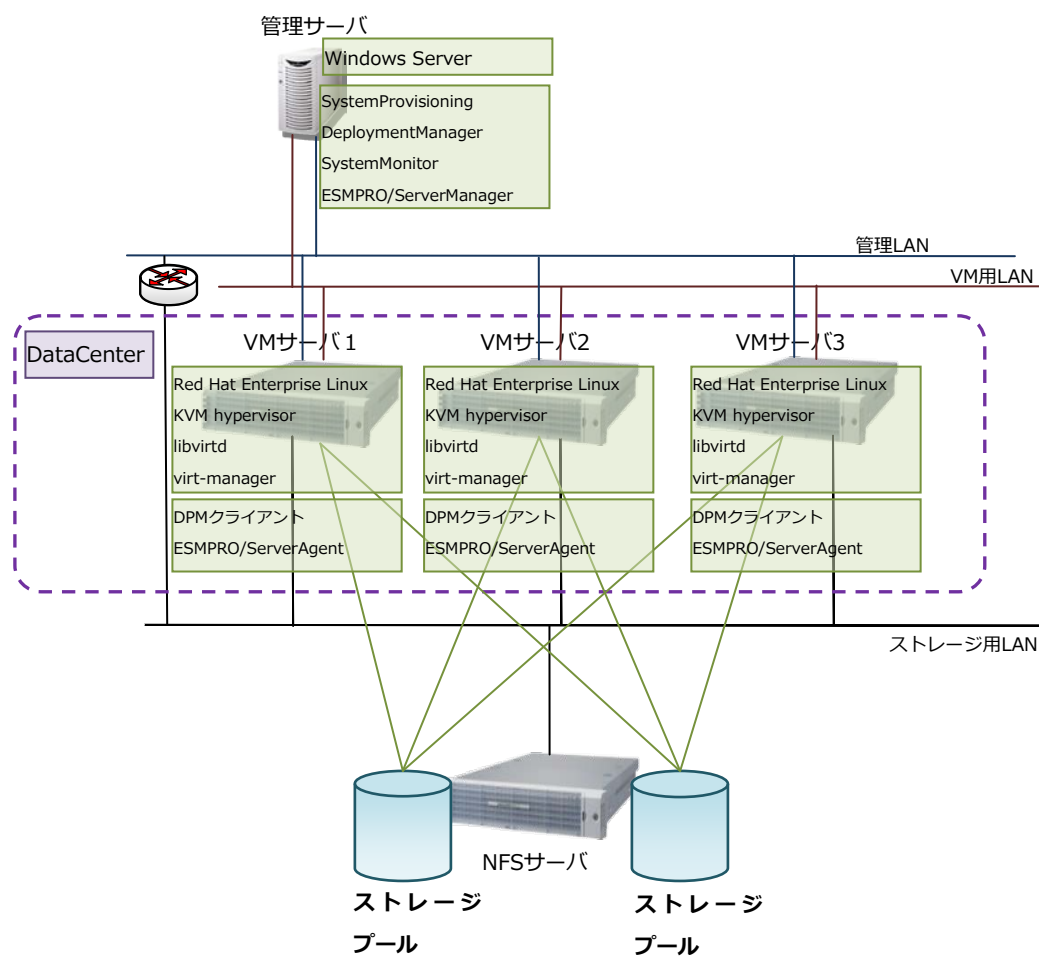 管理サーバ
Windows Server
SystemProvisioning
DeploymentManager
SystemMonitor
ESMPRO/ServerManager
管理LAN
VM用LAN
DataCenter
VMサーバ１
Red Hat Enterprise Linux
KVM hypervisor
libvirtd
virt-manager
DPMクライアント
ESMPRO/ServerAgent
VMサーバ2
Red Hat Enterprise Linux
KVM hypervisor
libvirtd
virt-manager
DPMクライアント
ESMPRO/ServerAgent
VMサーバ3
Red Hat Enterprise Linux
KVM hypervisor
libvirtd
virt-manager
DPMクライアント
ESMPRO/ServerAgent
ストレージ用LAN
NFSサーバ
ストレージ
プール
ストレージ
プール